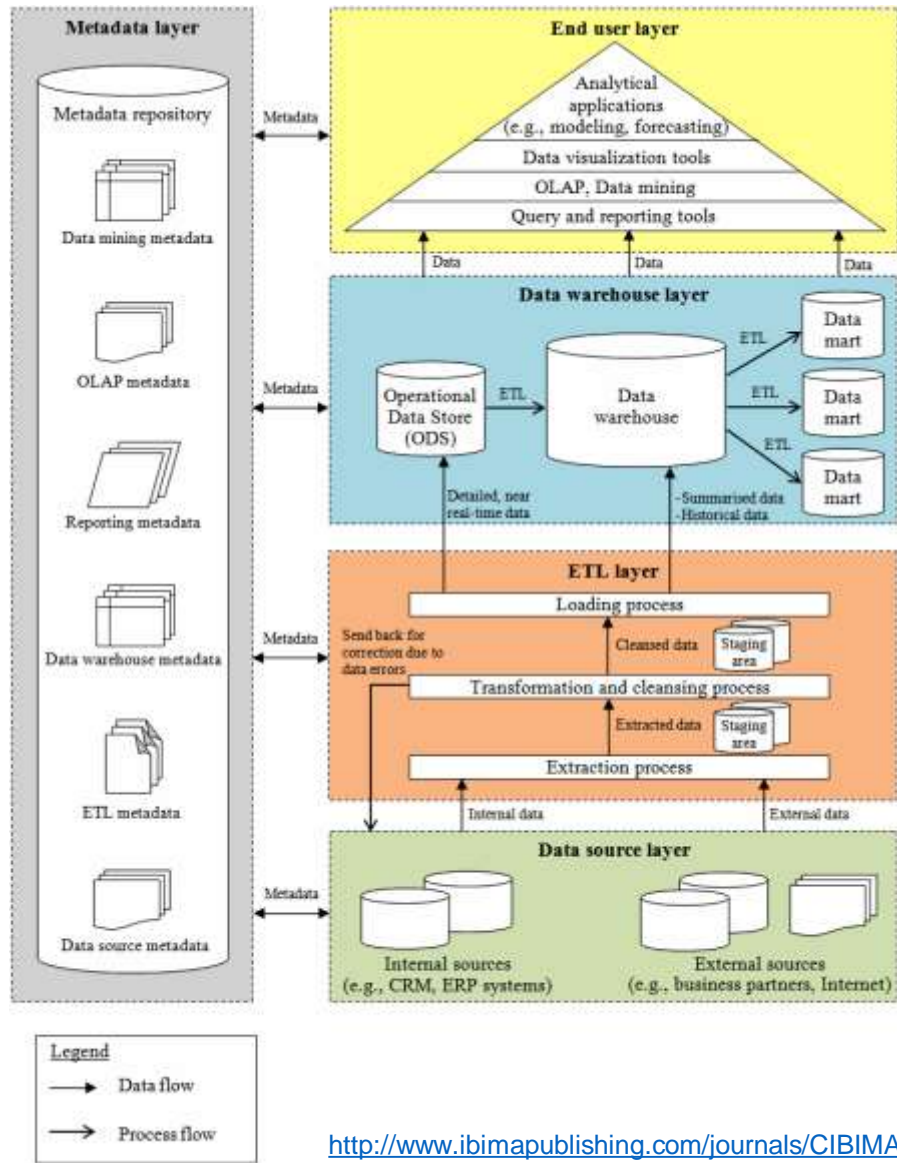 Metadata layer
Metadata repository
Data mining metadata
OLAP metadata
Reporting metadata
Data warehouse metadata
ETL metadata
Data source metadata
Metadata
Metadata
Metadata
Metadata
End user layer
Analytical
applications
(e.g., modeling, forecasting)
Data visualization tools
OLAP, Data mining
Query and reporting tools
Data
Data
Data
Data warehouse layer
Operational
Data Store
(ODS)
ETL
Data
warehouse
ETL
ETL
ETL
Data
mart
Data
mart
Data
mart
Detailed, near
real-time data
-Summarised data
-Historical data
ETL layer
Loading process
Send back for
correction due to
data errors
Cleansed data
Staging
area
Transformation and cleansing process
Extracted data
Staging
area
Extraction process
Internal data
External data
Data source layer
Internal sources
(e.g., CRM, ERP systems)
External sources
(e.g., business partners, Internet)
Legend
Data flow
Process flow
http://www.ibimapublishing.com/journals/CIBIMA